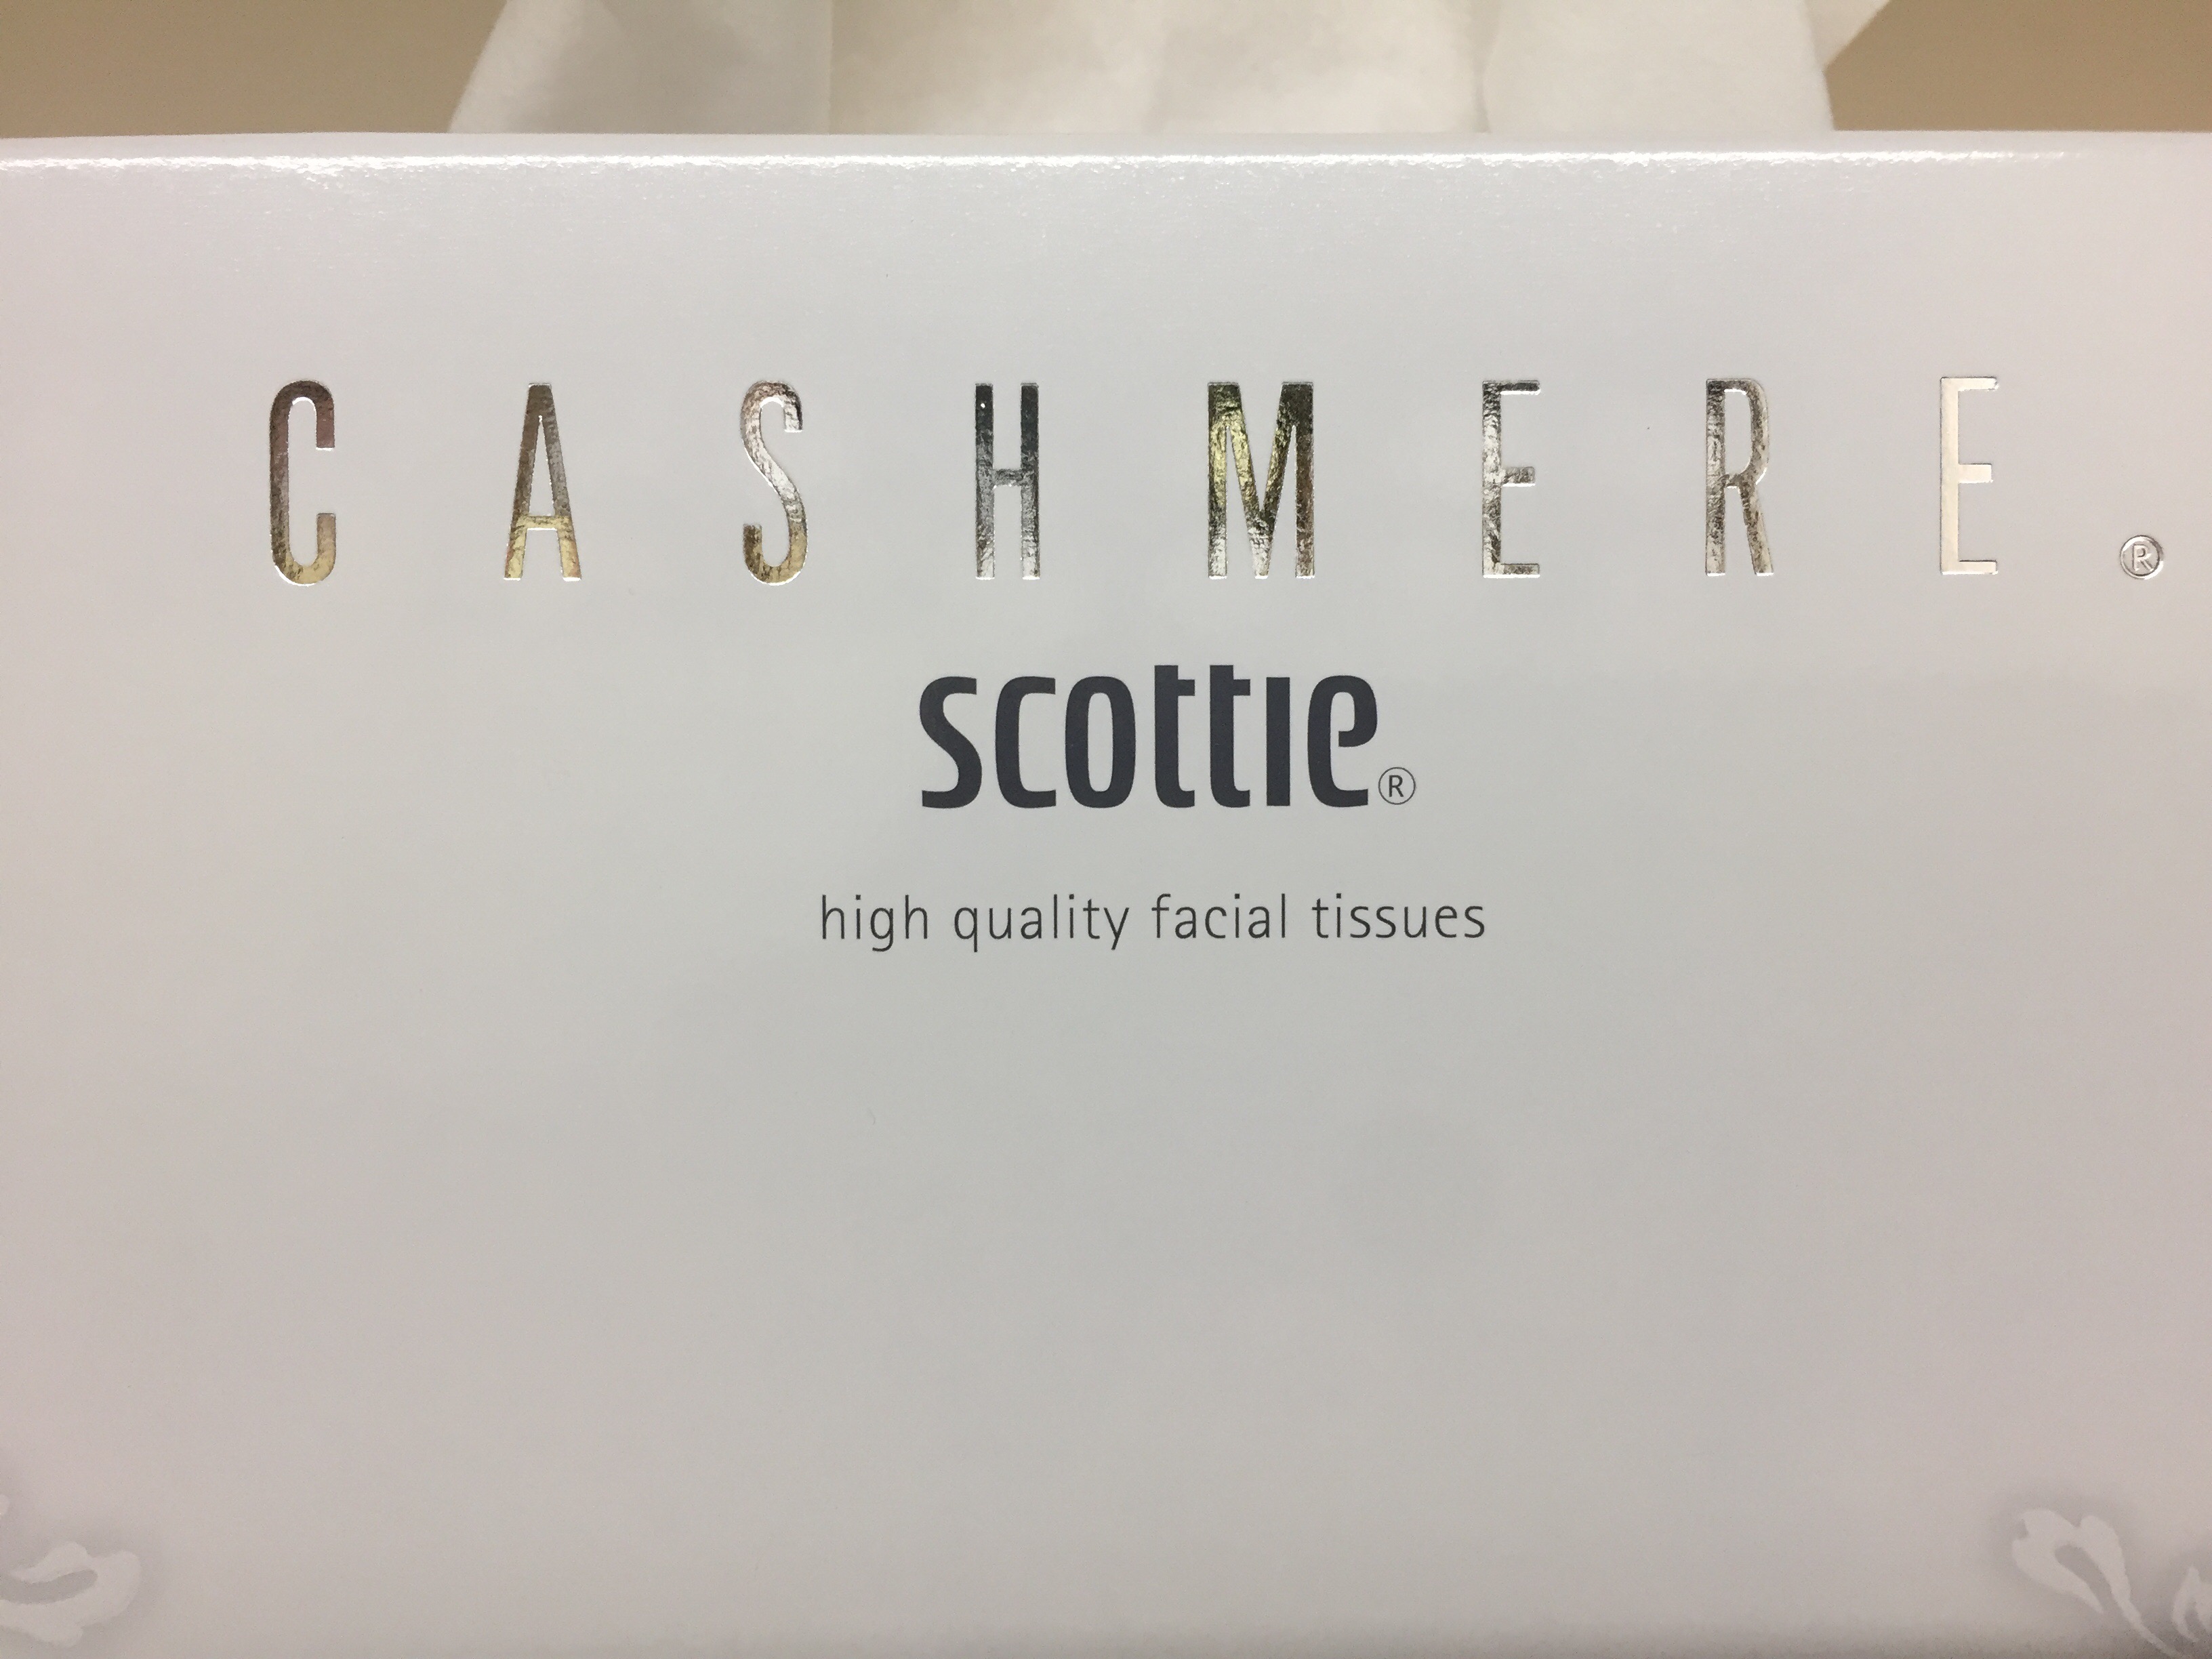 CASHMERE.®
scottie®
high quality facial tissues